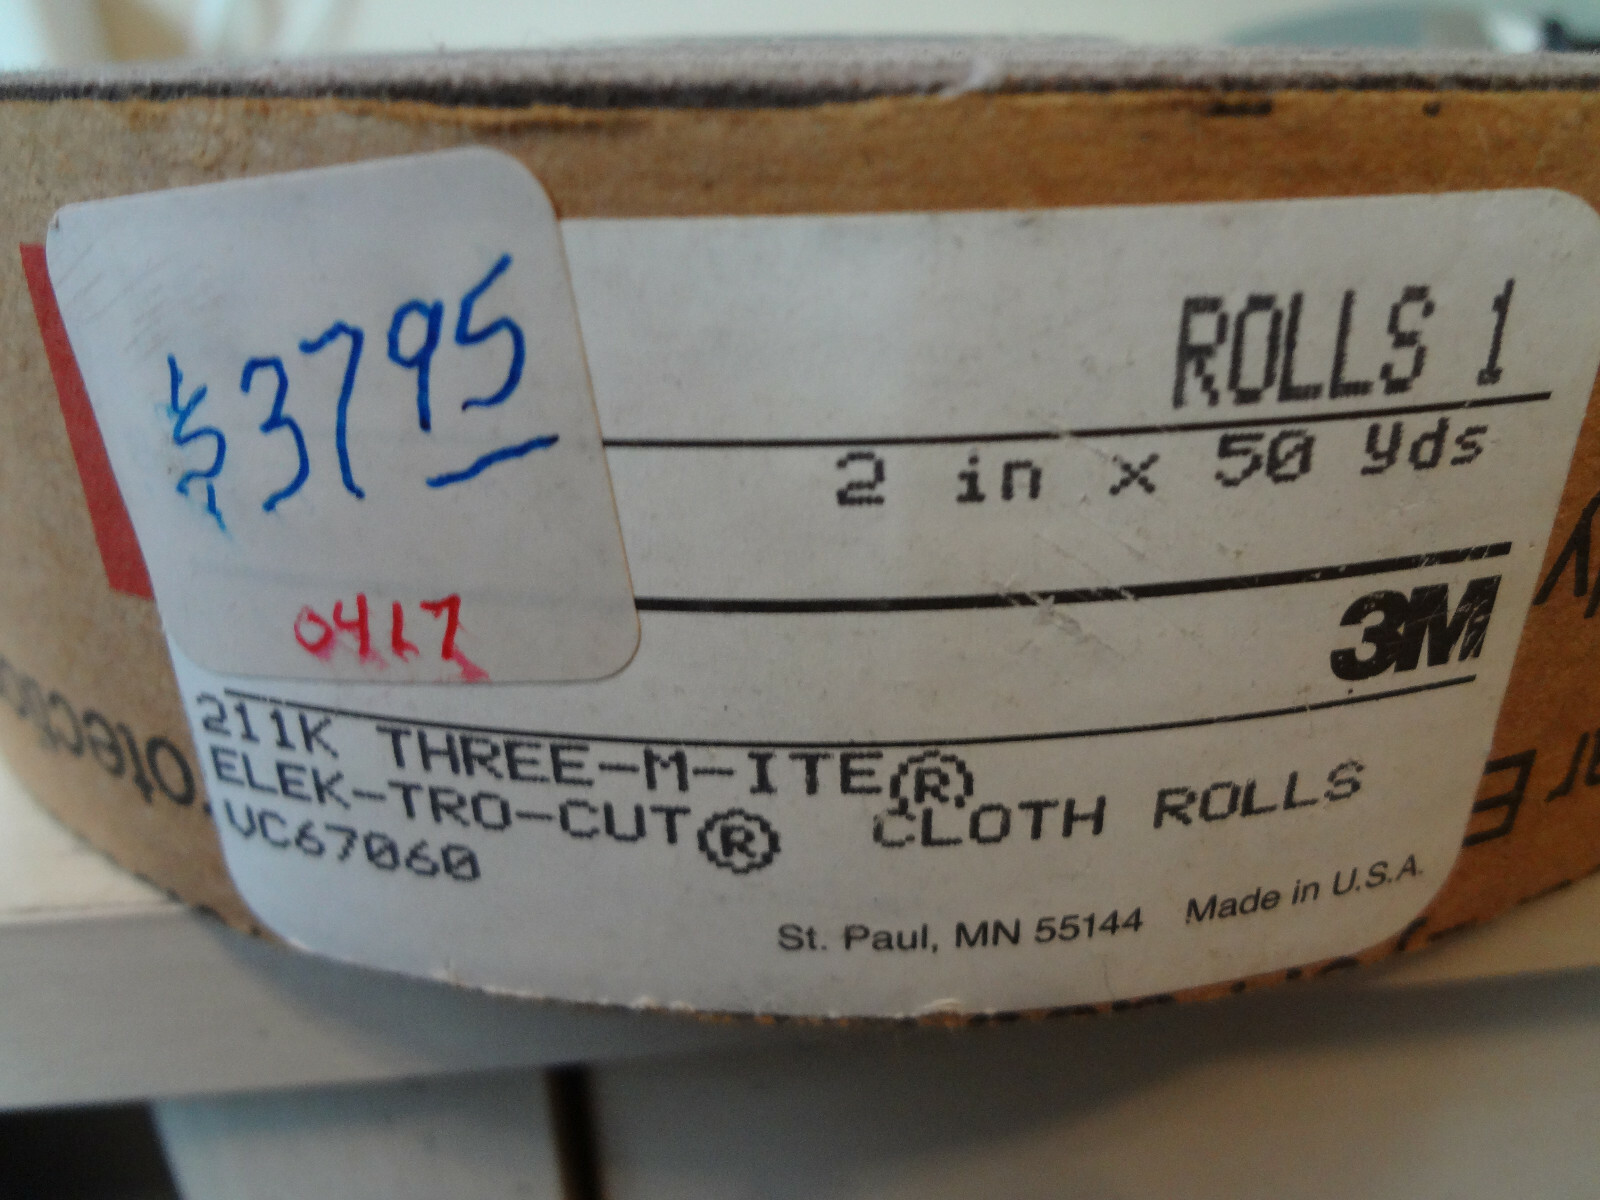 $3795
0417
ROLLS 1
2 in x 50 yds
3M
211K THREE-M-ITE®
ELEK-TRO-CUT® CLOTH ROLLS
UC67060
St. Paul, MN 55144 Made in U.S.A.